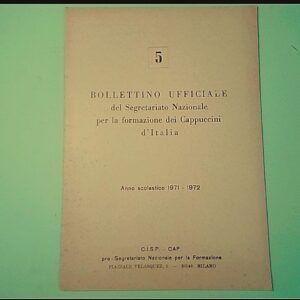 5
BOLLETTINO UFFICIALE
del Segretariato Nazionale
per la formazione dei Cappuccini
d'Italia
Anno scolastico 1971 - 1972
C.I.S.P. - CAP.
pro - Segretariato Nazionale per la Formazione
PIAZZALE VELASQUEZ, 1 — 20148 MILANO